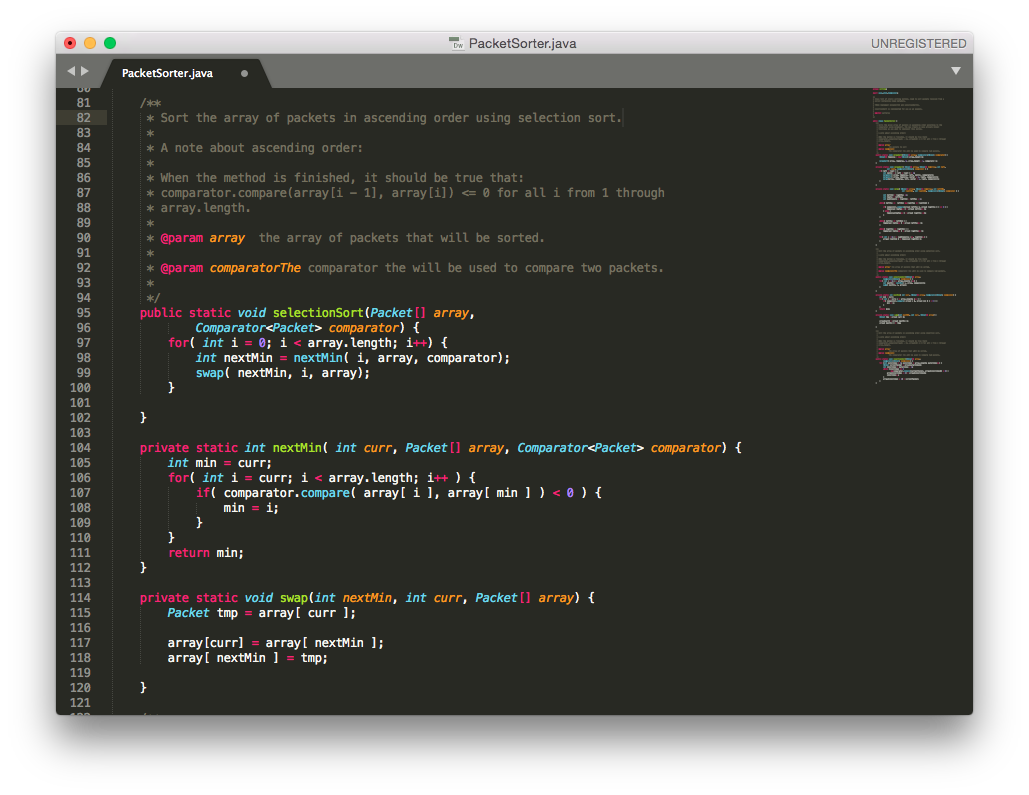 PacketSorter.java
UNREGISTERED
PacketSorter.java
80
81 /**
82 * Sort the array of packets in ascending order using selection sort.
83 *
84 * A note about ascending order:
85 *
86 * When the method is finished, it should be true that:
87 * comparator.compare(array[i - 1], array[i]) <= 0 for all i from 1 through
88 * array.length.
89 *
90 * @param array  the array of packets that will be sorted.
91 *
92 * @param comparatorThe comparator the will be used to compare two packets.
93 *
94 */
95 public static void selectionSort(Packet[] array,
96 Comparator<Packet> comparator) {
97 for( int i = 0; i < array.length; i++) {
98 int nextMin = nextMin( i, array, comparator);
99 swap( nextMin, i, array);
100 }
101
102 }
103
104 private static int nextMin( int curr, Packet[] array, Comparator<Packet> comparator) {
105 int min = curr;
106 for( int i = curr; i < array.length; i++ ) {
107 if( comparator.compare( array[ i ], array[ min ] ) < 0 ) {
108 min = i;
109 }
110 }
111 return min;
112 }
113
114 private static void swap(int nextMin, int curr, Packet[] array) {
115 Packet tmp = array[ curr ];
116
117 array[curr] = array[ nextMin ];
118 array[ nextMin ] = tmp;
119
120 }
121